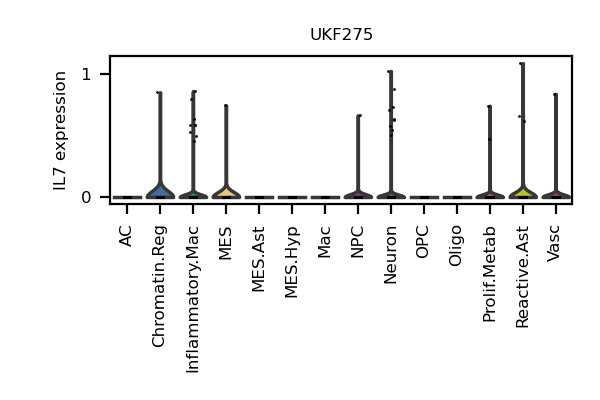 UKF275
IL7 expression
1
0
AC
Chromatin.Reg
Inflammatory.Mac
MES
MES.Ast
MES.Hyp
Mac
NPC
Neuron
OPC
Oligo
Prolif.Metab
Reactive.Ast
Vasc